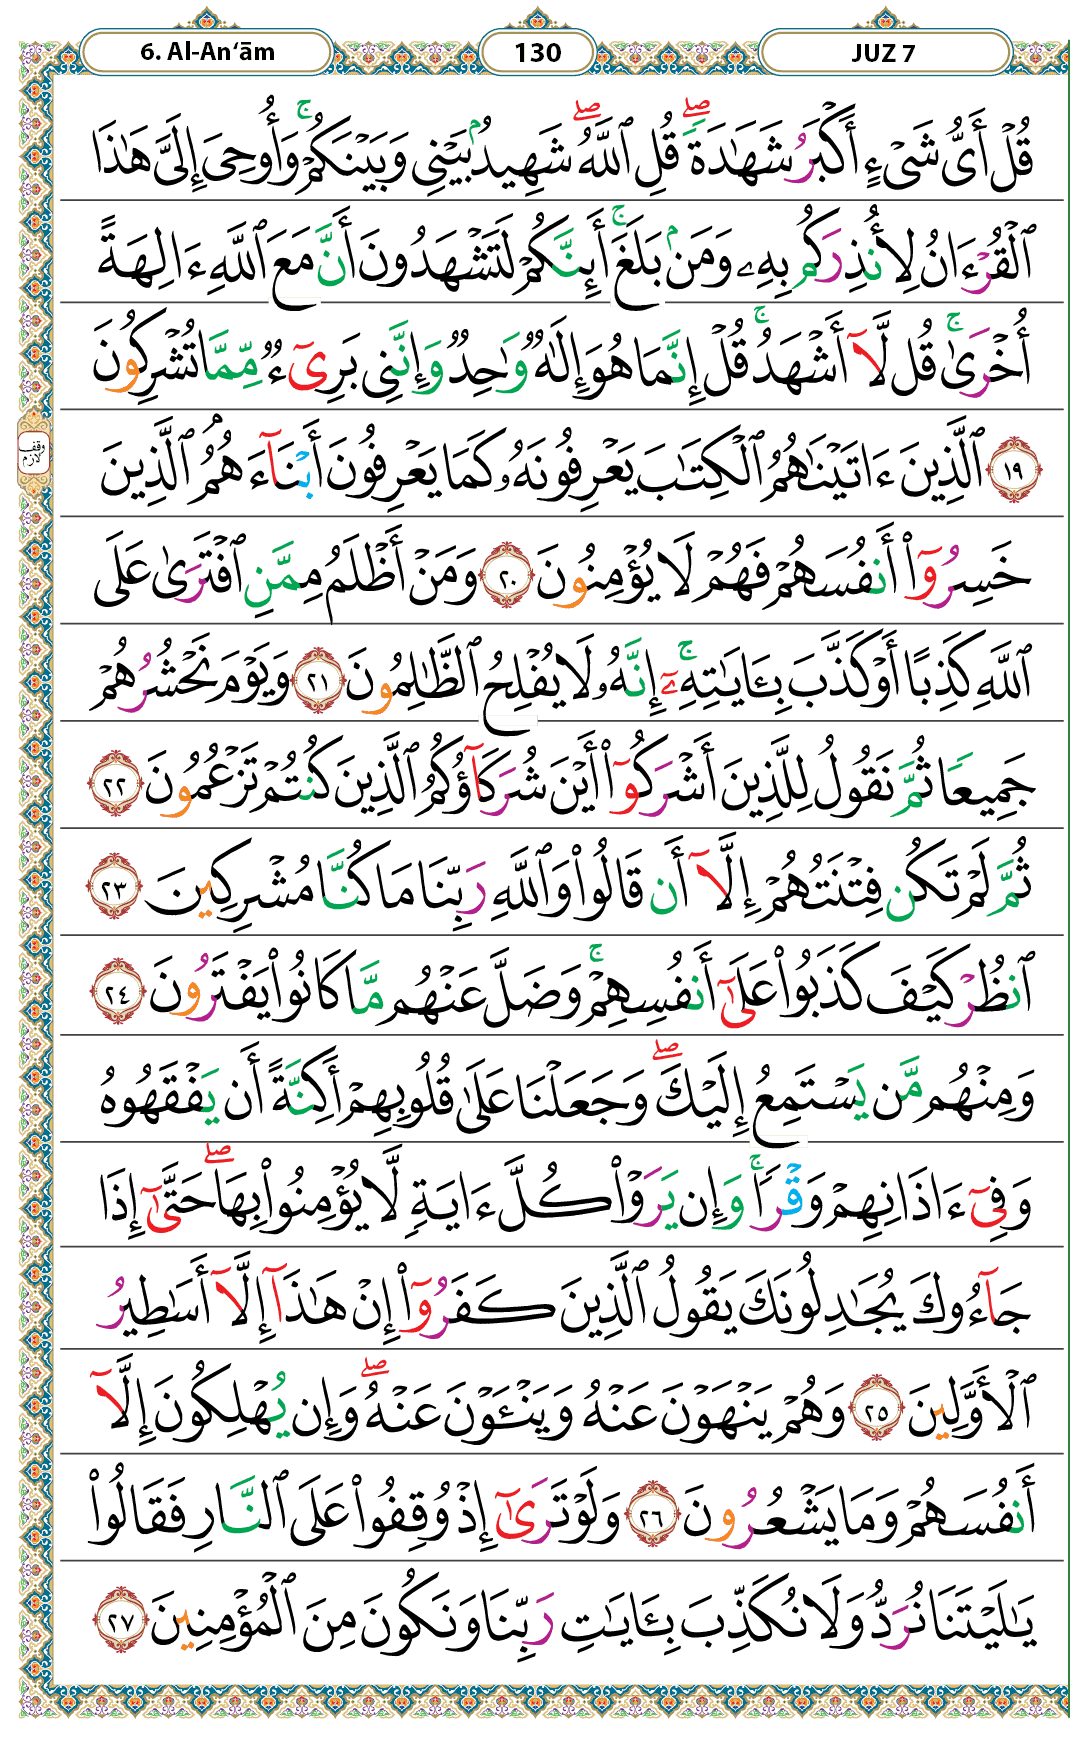 6. Al-An‘ām 130 JUZ 7
قُلْ أَىُّ شَىْءٍ أَكْبَرُ شَهَٰدَةً ۖ قُلِ ٱللَّهُ ۖ شَهِيدٌۢ بَيْنِى وَبَيْنَكُمْ ۚ وَأُوحِىَ إِلَىَّ هَٰذَا
ٱلْقُرْءَانُ لِأُنذِرَكُم بِهِۦ وَمَنۢ بَلَغَ ۚ أَئِنَّكُمْ لَتَشْهَدُونَ أَنَّ مَعَ ٱللَّهِ ءَالِهَةً
أُخْرَىٰ ۚ قُل لَّآ أَشْهَدُ ۚ قُلْ إِنَّمَا هُوَ إِلَٰهٌ وَٰحِدٌ وَإِنَّنِى بَرِىٓءٌ مِّمَّا تُشْرِكُونَ
وقف لازم
١٩ ٱلَّذِينَ ءَاتَيْنَٰهُمُ ٱلْكِتَٰبَ يَعْرِفُونَهُۥ كَمَا يَعْرِفُونَ أَبْنَآءَهُمُ ۘ ٱلَّذِينَ
خَسِرُوٓا۟ أَنفُسَهُمْ فَهُمْ لَا يُؤْمِنُونَ ٢٠ وَمَنْ أَظْلَمُ مِمَّنِ ٱفْتَرَىٰ عَلَى
ٱللَّهِ كَذِبًا أَوْ كَذَّبَ بِـَٔايَٰتِهِۦٓ ۚ إِنَّهُۥ لَا يُفْلِحُ ٱلظَّٰلِمُونَ ٢١ وَيَوْمَ نَحْشُرُهُمْ
جَمِيعًا ثُمَّ نَقُولُ لِلَّذِينَ أَشْرَكُوٓا۟ أَيْنَ شُرَكَآؤُكُمُ ٱلَّذِينَ كُنتُمْ تَزْعُمُونَ ٢٢
ثُمَّ لَمْ تَكُن فِتْنَتُهُمْ إِلَّآ أَن قَالُوا۟ وَٱللَّهِ رَبِّنَا مَا كُنَّا مُشْرِكِينَ ٢٣
ٱنظُرْ كَيْفَ كَذَبُوا۟ عَلَىٰٓ أَنفُسِهِمْ ۚ وَضَلَّ عَنْهُم مَّا كَانُوا۟ يَفْتَرُونَ ٢٤
وَمِنْهُم مَّن يَسْتَمِعُ إِلَيْكَ ۖ وَجَعَلْنَا عَلَىٰ قُلُوبِهِمْ أَكِنَّةً أَن يَفْقَهُوهُ
وَفِىٓ ءَاذَانِهِمْ وَقْرًا ۚ وَإِن يَرَوْا۟ كُلَّ ءَايَةٍ لَّا يُؤْمِنُوا۟ بِهَا ۖ حَتَّىٰٓ إِذَا
جَآءُوكَ يُجَٰدِلُونَكَ يَقُولُ ٱلَّذِينَ كَفَرُوٓا۟ إِنْ هَٰذَآ إِلَّآ أَسَٰطِيرُ
ٱلْأَوَّلِينَ ٢٥ وَهُمْ يَنْهَوْنَ عَنْهُ وَيَنْـَٔوْنَ عَنْهُ ۖ وَإِن يُهْلِكُونَ إِلَّآ
أَنفُسَهُمْ وَمَا يَشْعُرُونَ ٢٦ وَلَوْ تَرَىٰٓ إِذْ وُقِفُوا۟ عَلَى ٱلنَّارِ فَقَالُوا۟
يَٰلَيْتَنَا نُرَدُّ وَلَا نُكَذِّبَ بِـَٔايَٰتِ رَبِّنَا وَنَكُونَ مِنَ ٱلْمُؤْمِنِينَ ٢٧